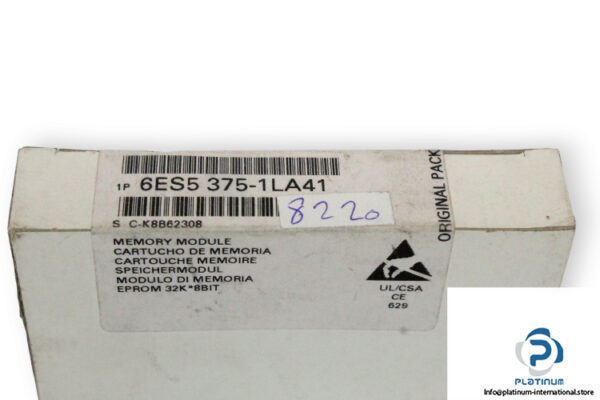 1P 6ES5 375-1LA41
S C-K8B62308
8220
MEMORY MODULE
CARTUCHO DE MEMORIA
CARTOUCHE MEMOIRE
SPEICHERMODUL
MODULO DI MEMORIA
EPROM 32K*8BIT
UL/CSA
CE
629
ORIGINAL PACK
PLATINUM
Info@platinum-international.store